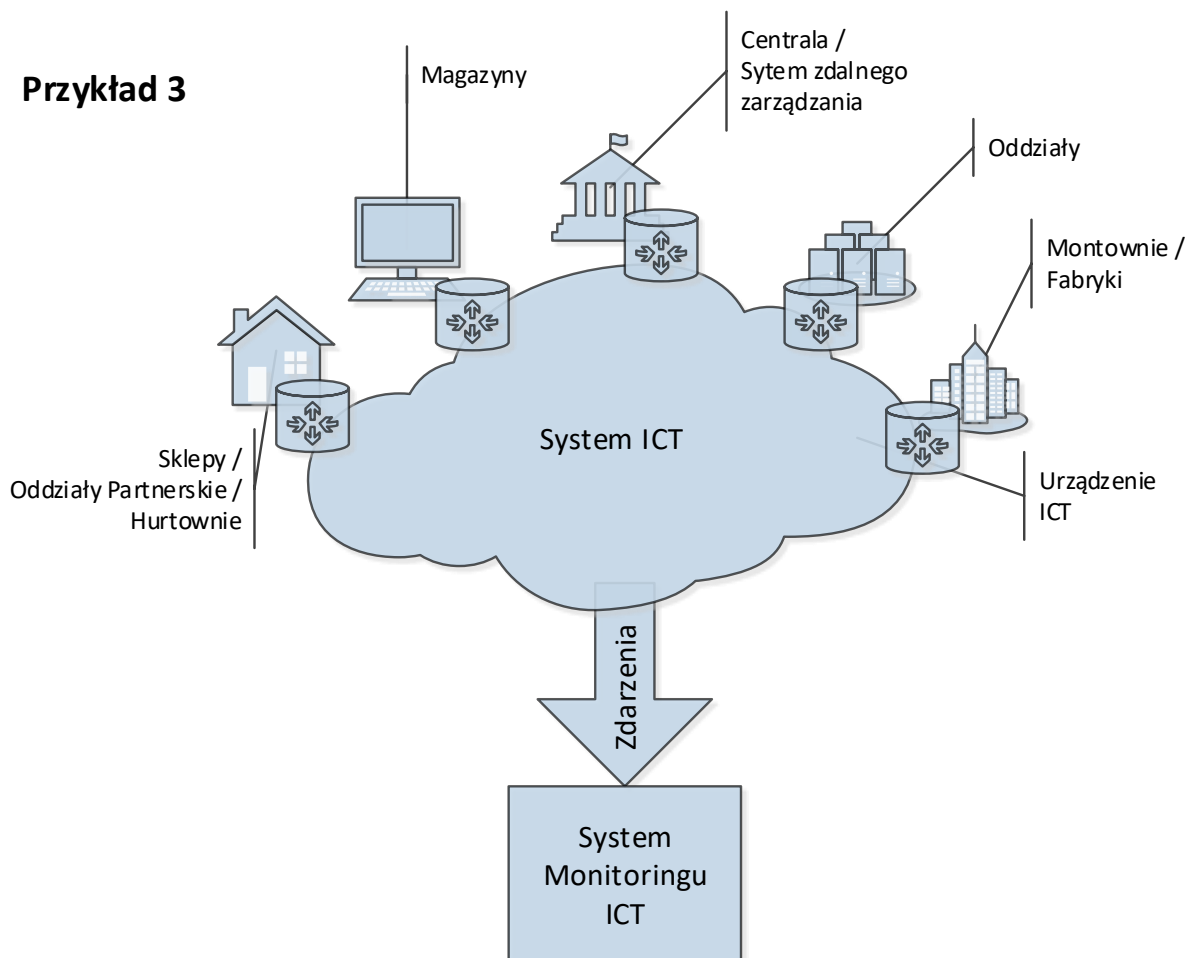 Przykład 3
Magazyny
Centrala /
Sytem zdalnego
zarządzania
Oddziały
Montownie /
Fabryki
System ICT
Sklepy /
Oddziały Partnerskie /
Hurtownie
Urządzenie
ICT
Zdarzenia
System
Monitoringu
ICT